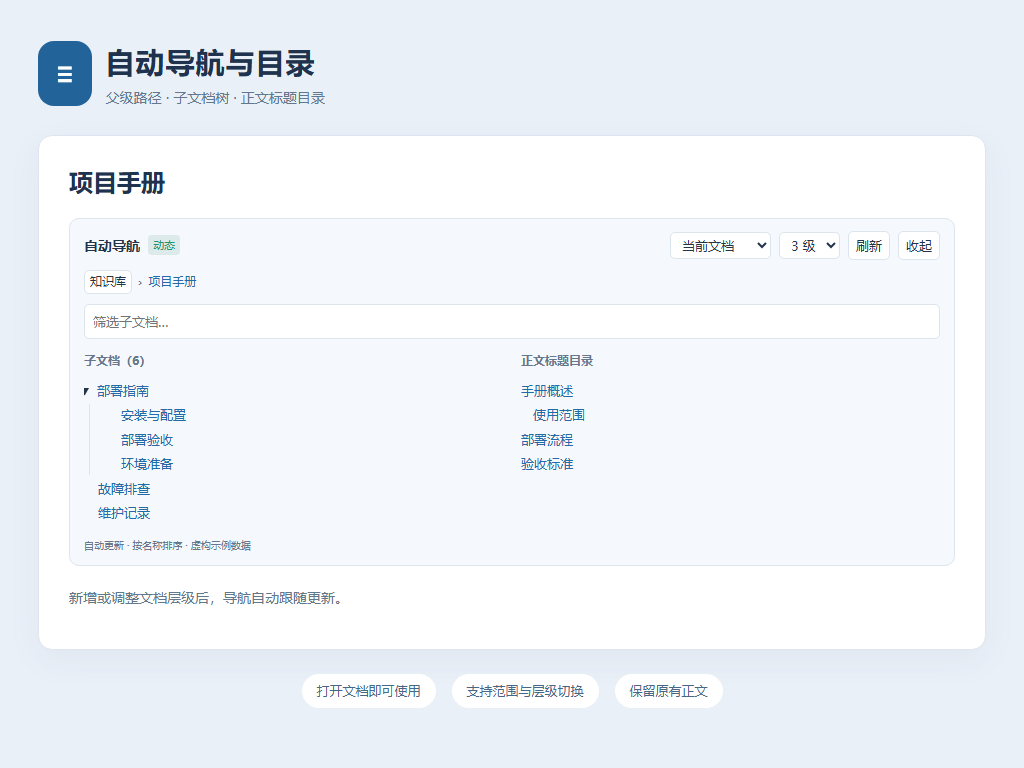 自动导航与目录
父级路径 · 子文档树 · 正文标题目录
项目手册
自动导航 动态 当前文档 3 级 刷新 收起
知识库 › 项目手册
筛选子文档...
子文档（6）
部署指南
安装与配置
部署验收
环境准备
故障排查
维护记录
正文标题目录
手册概述
使用范围
部署流程
验收标准
自动更新 · 按名称排序 · 虚构示例数据
新增或调整文档层级后，导航自动跟随更新。
打开文档即可使用 支持范围与层级切换 保留原有正文